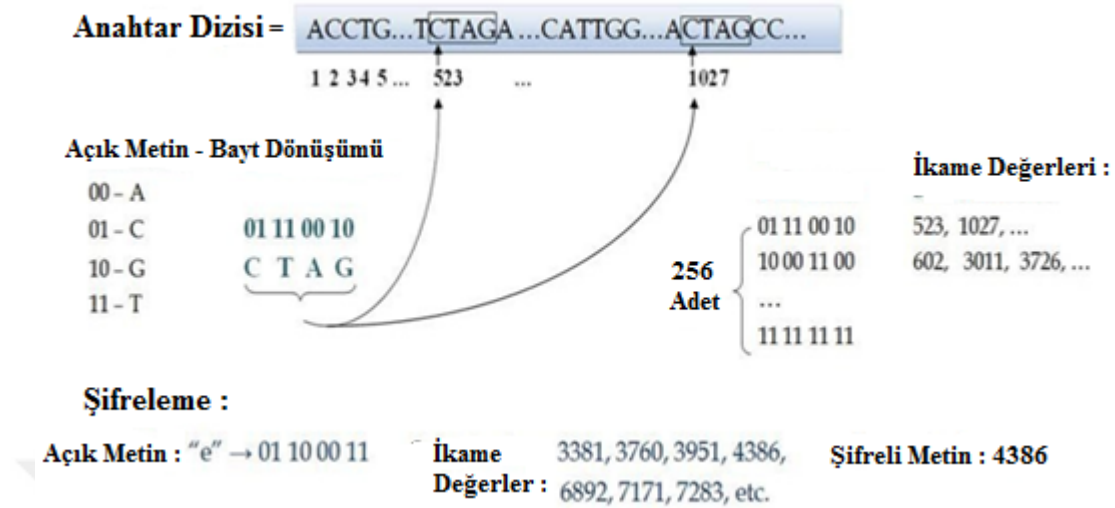 Anahtar Dizisi = ACCTG...TCTAGA ...CATTGG...ACTAGCC...
1 2 3 4 5 ... 523 ... 1027
Açık Metin - Bayt Dönüşümü
00 – A
01 – C
10 – G
11 – T
01 11 00 10
C T A G
İkame Değerleri :
256
Adet
01 11 00 10 523, 1027, ...
10 00 11 00 602, 3011, 3726, ...
...
11 11 11 11
Şifreleme :
Açık Metin : "e" → 01 10 00 11
İkame
Değerler :
3381, 3760, 3951, 4386,
6892, 7171, 7283, etc.
Şifreli Metin : 4386